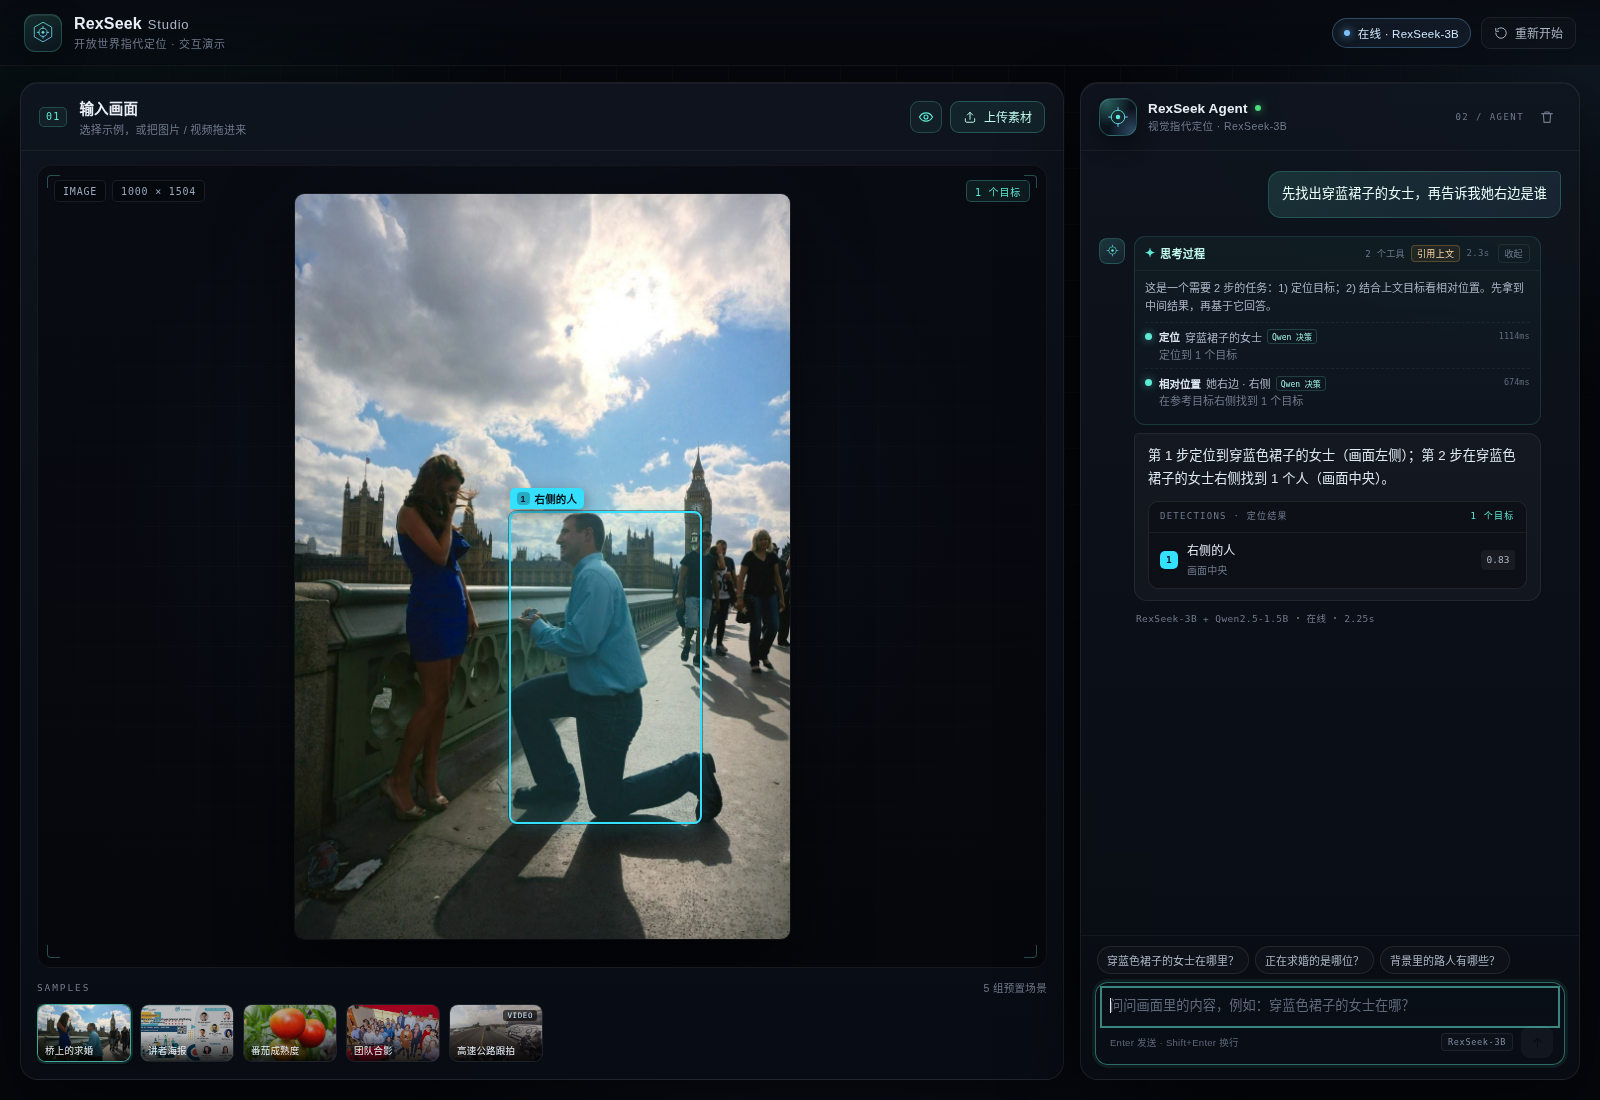 RexSeek Studio
开放世界指代定位 · 交互演示
在线 · RexSeek-3B
重新开始
01
输入画面
选择示例，或把图片 / 视频拖进来
上传素材
IMAGE
1000 × 1504
1 个目标
1 右侧的人
SAMPLES
5 组预置场景
桥上的求婚
讲者海报
番茄成熟度
团队合影
VIDEO
高速公路跟拍
RexSeek Agent
视觉指代定位 · RexSeek-3B
02 / AGENT
先找出穿蓝裙子的女士，再告诉我她右边是谁
思考过程
2 个工具 引用上文 2.3s 收起
这是一个需要 2 步的任务：1) 定位目标；2) 结合上文目标看相对位置。先拿到
中间结果，再基于它回答。
定位 穿蓝裙子的女士 Qwen 决策 1114ms
定位到 1 个目标
相对位置 她右边 · 右侧 Qwen 决策 674ms
在参考目标右侧找到 1 个目标
第 1 步定位到穿蓝色裙子的女士（画面左侧）；第 2 步在穿蓝色
裙子的女士右侧找到 1 个人（画面中央）。
DETECTIONS · 定位结果 1 个目标
1 右侧的人 0.83
画面中央
RexSeek-3B + Qwen2.5-1.5B · 在线 · 2.25s
穿蓝色裙子的女士在哪里？
正在求婚的是哪位？
背景里的路人有哪些？
问问画面里的内容，例如：穿蓝色裙子的女士在哪？
Enter 发送 · Shift+Enter 换行
RexSeek-3B